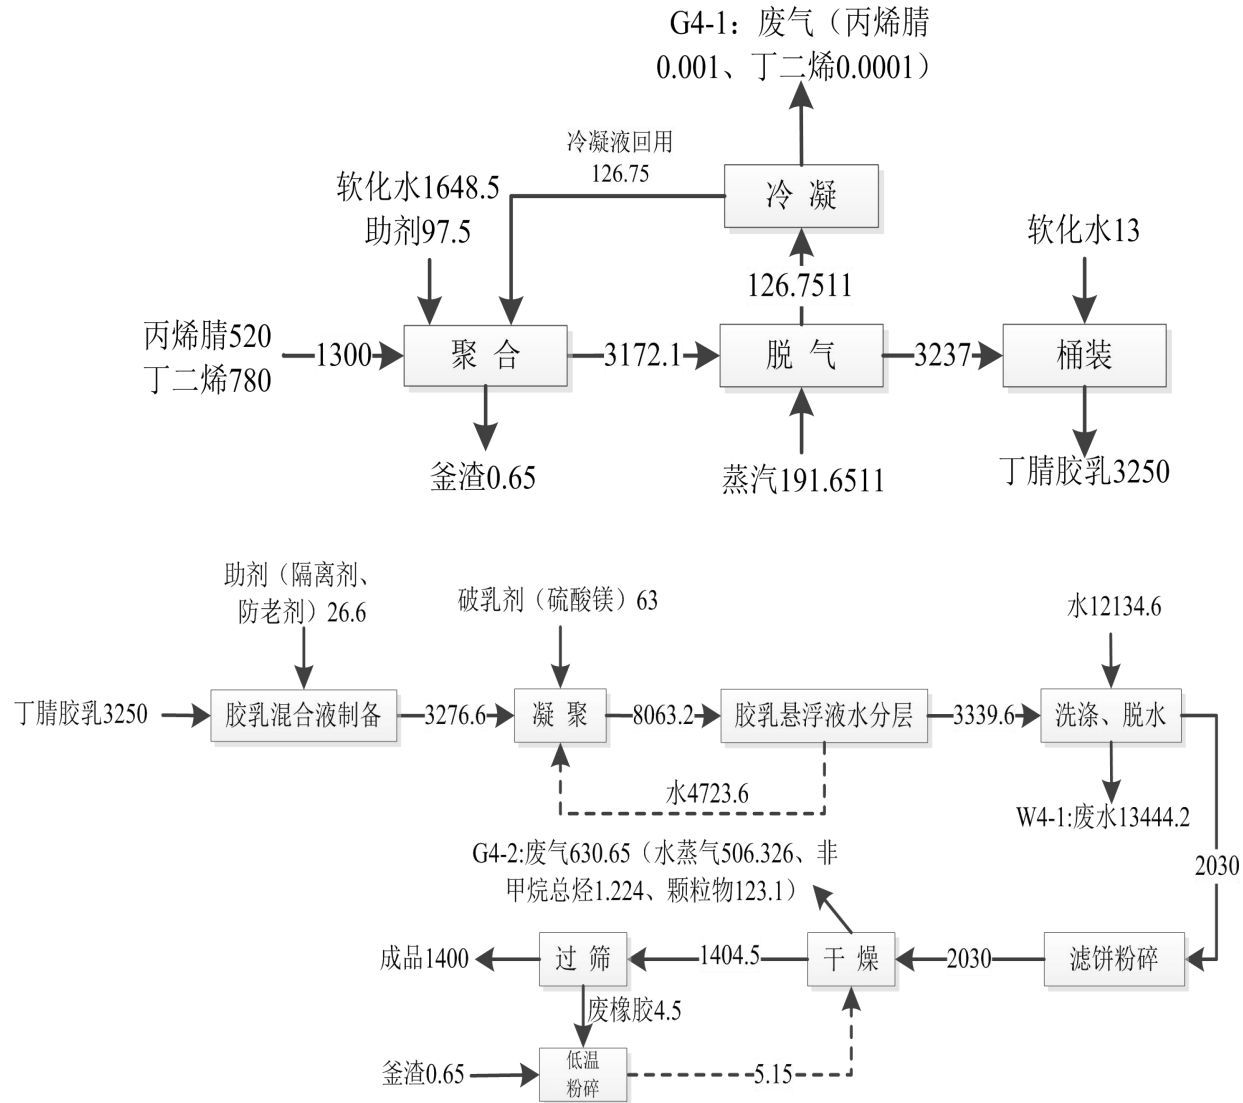 G4-1：废气（丙烯腈
0.001、丁二烯0.0001）
冷凝液回用
126.75
软化水1648.5
助剂97.5
冷凝
软化水13
126.7511
丙烯腈520
丁二烯780
1300
聚合
3172.1
脱气
3237
桶装
釜渣0.65
蒸汽191.6511
丁腈胶乳3250
助剂（隔离剂、
防老剂）26.6
破乳剂（硫酸镁）63
水12134.6
丁腈胶乳3250
胶乳混合液制备
3276.6
凝聚
8063.2
胶乳悬浮液水分层
3339.6
洗涤、脱水
水4723.6
W4-1:废水13444.2
G4-2:废气630.65（水蒸气506.326、非
甲烷总烃1.224、颗粒物123.1）
2030
成品1400
过筛
1404.5
干燥
2030
滤饼粉碎
废橡胶4.5
釜渣0.65
低温
粉碎
5.15